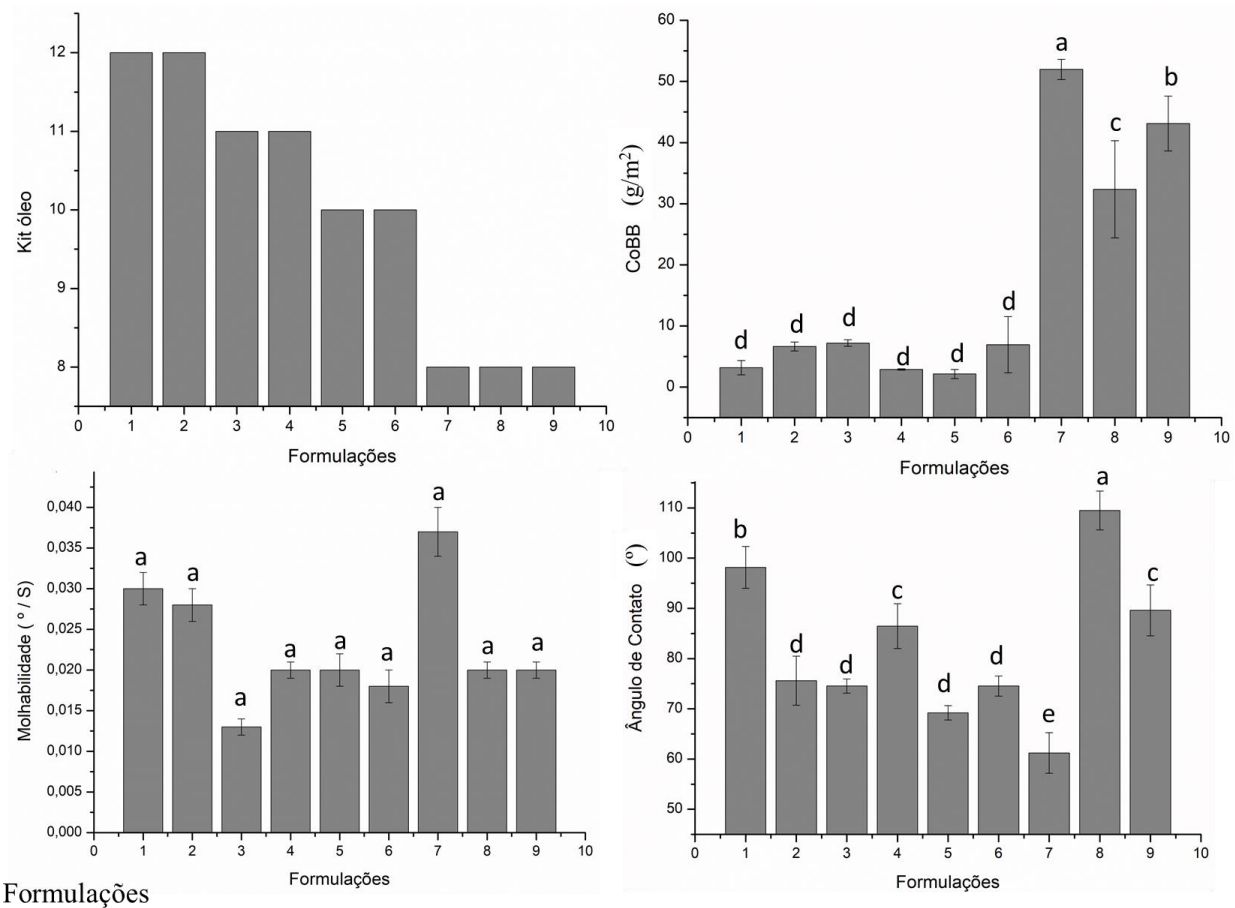 12
11
10
9
8
Kit óleo
0 1 2 3 4 5 6 7 8 9 10
Formulações
60
50
40
30
20
10
0
CoBB (g/m²)
d d d d d d a c b
0 1 2 3 4 5 6 7 8 9 10
Formulações
0,040
0,035
0,030
0,025
0,020
0,015
0,010
0,005
0,000
Molhabilidade ( º / S)
a a a a a a a a a
0 1 2 3 4 5 6 7 8 9 10
Formulações
110
100
90
80
70
60
50
Ângulo de Contato (º)
b d d c d d e a c
0 1 2 3 4 5 6 7 8 9 10
Formulações
Formulações